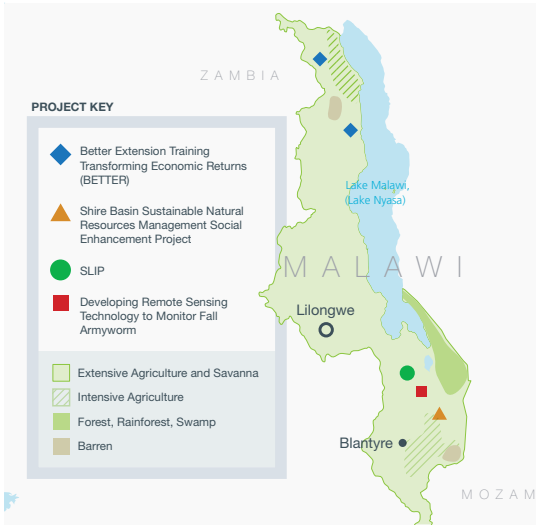 ZAMBIA
PROJECT KEY
Better Extension Training
Transforming Economic Returns
(BETTER)
Shire Basin Sustainable Natural
Resources Management Social
Enhancement Project
SLIP
Developing Remote Sensing
Technology to Monitor Fall
Armyworm
Extensive Agriculture and Savanna
Intensive Agriculture
Forest, Rainforest, Swamp
Barren
Lake Malawi,
(Lake Nyasa)
MALAWI
Lilongwe
Blantyre
MOZAM